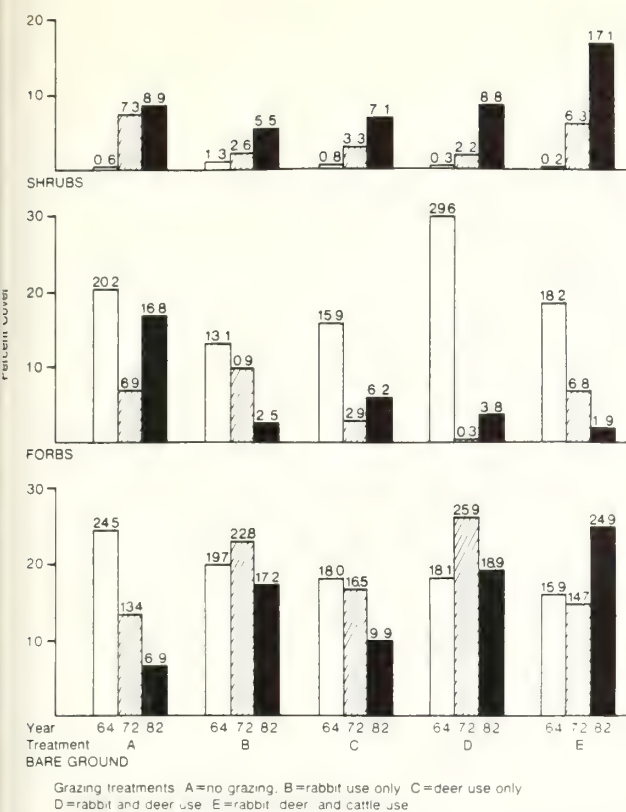 20
10
0 6 7 3 8 9
1 3 2 6 5 5
0 8 3 3 7 1
0 3 2 2 8 8
0 2 6 3 17 1
SHRUBS
Percent Cover
30
20
10
20 2 6 9 16 8
13 1 0 9 2 5
15 9 2 9 6 2
29 6 0 3 3 8
18 2 6 8 1 9
FORBS
30
20
10
24 5 13 4 6 9
19 7 22 8 17 2
18 0 16 5 9 9
18 1 25 9 18 9
15 9 14 7 24 9
Year 64 72 82 64 72 82 64 72 82 64 72 82 64 72 82
Treatment A B C D E
BARE GROUND
Grazing treatments A=no grazing, B=rabbit use only C=deer use only
D=rabbit and deer use E=rabbit deer and cattle use